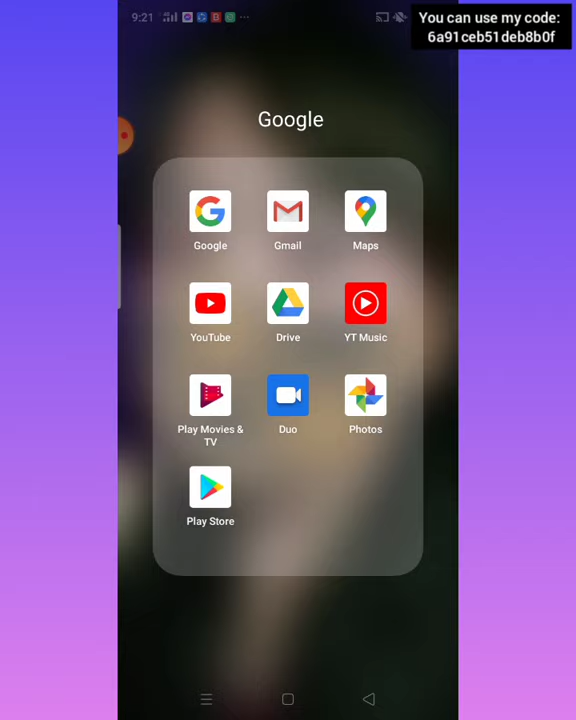 9:21
You can use my code:
6a91ceb51deb8b0f
Google
Google Gmail Maps
YouTube Drive YT Music
Play Movies & TV Duo Photos
Play Store